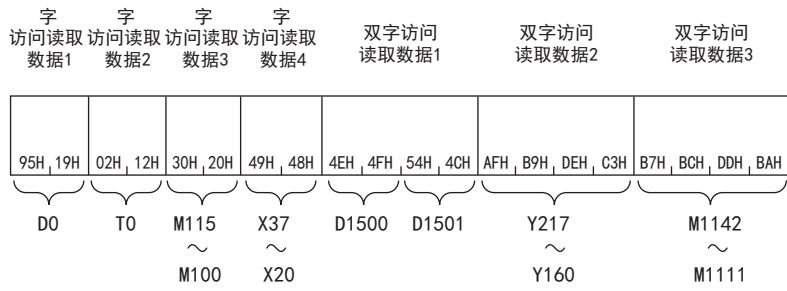 字 字 字 字
访问读取 访问读取 访问读取 访问读取 双字访问 双字访问 双字访问
数据1 数据2 数据3 数据4 读取数据1 读取数据2 读取数据3
95H 19H 02H 12H 30H 20H 49H 48H 4EH 4FH 54H 4CH AFH B9H DEH C3H B7H BCH DDH BAH
D0 T0 M115 X37 D1500 D1501 Y217 M1142
～ ～ ～ ～
M100 X20 Y160 M1111